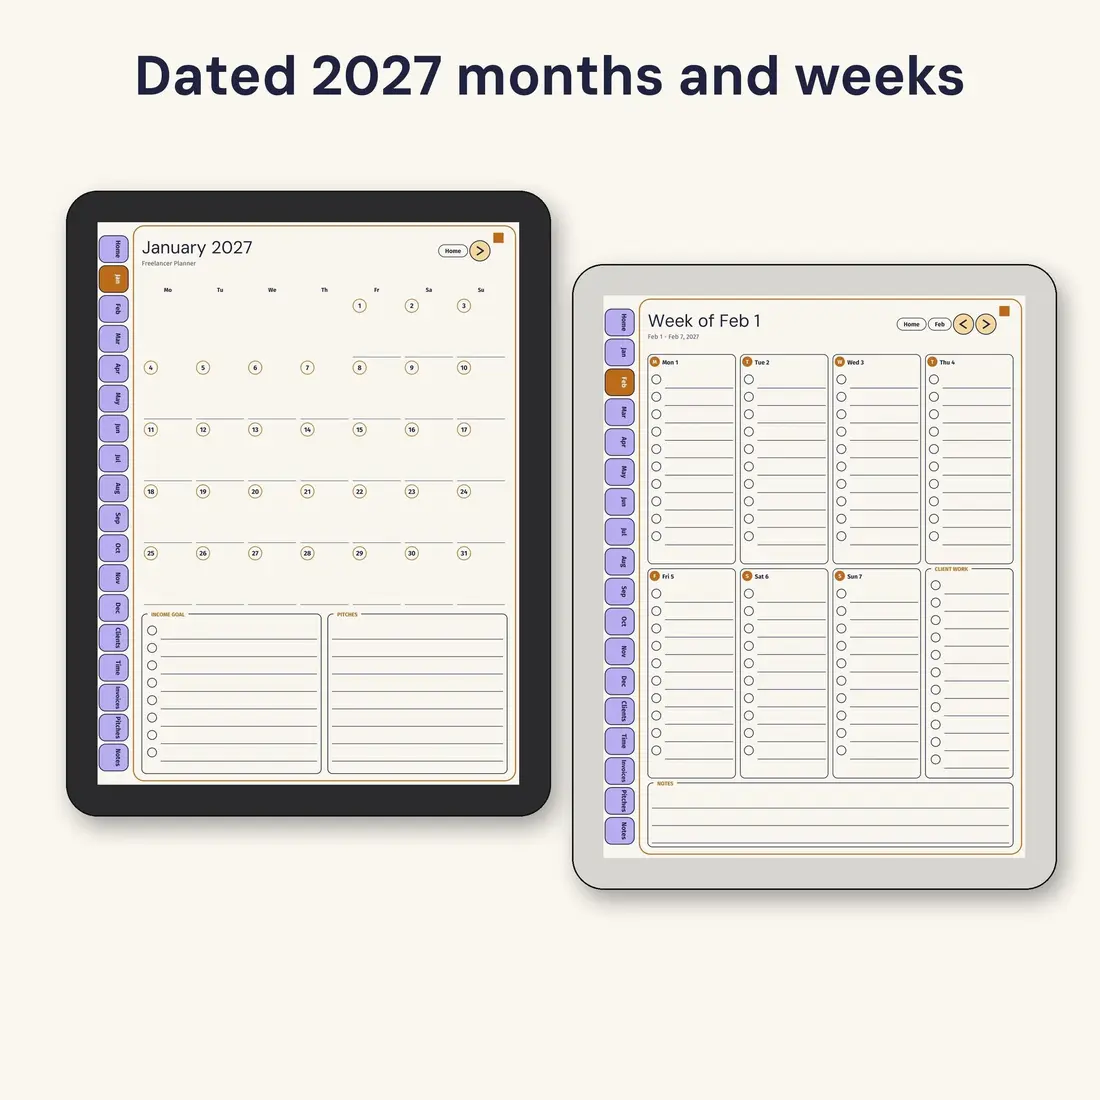 Dated 2027 months and weeks
January 2027
Freelancer Planner
Home
Home
Jan
Feb
Mar
Apr
May
Jun
Jul
Aug
Sep
Oct
Nov
Dec
Clients
Time
Invoices
Pitches
Notes
Mo Tu We Th Fr Sa Su
1 2 3
4 5 6 7 8 9 10
11 12 13 14 15 16 17
18 19 20 21 22 23 24
25 26 27 28 29 30 31
INCOME GOAL
PITCHES
Week of Feb 1
Feb 1 - Feb 7, 2027
Home Feb
Home
Jan
Feb
Mar
Apr
May
Jun
Jul
Aug
Sep
Oct
Nov
Dec
Clients
Time
Invoices
Pitches
Notes
M Mon 1 T Tue 2 W Wed 3 T Thu 4
F Fri 5 S Sat 6 S Sun 7 CLIENT WORK
NOTES